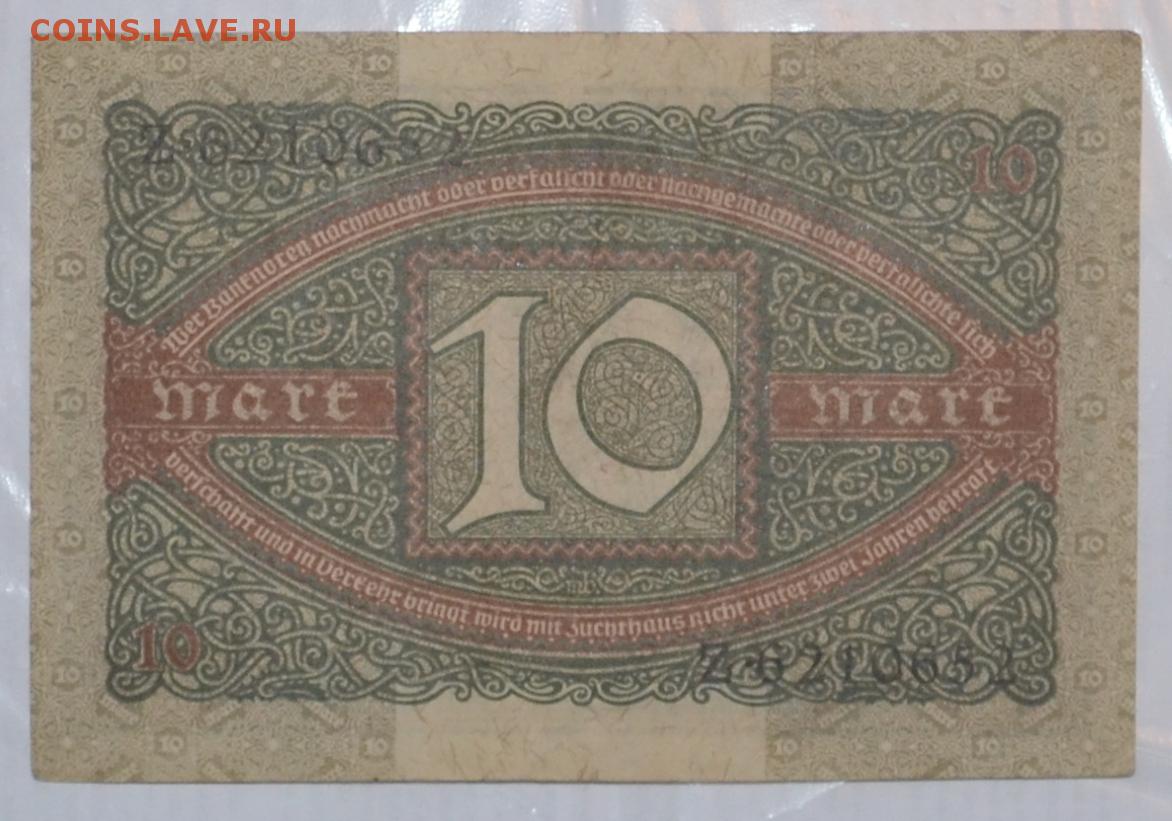 COINS.LAVE.RU
Z·6210652
10
Wer Banknoten nachmacht oder verfälscht oder nachgemachte oder verfälschte sich
10
Mark Mark
verschafft und in Verkehr bringt wird mit Zuchthaus nicht unter zwei Jahren bestraft
10
Z·6210652